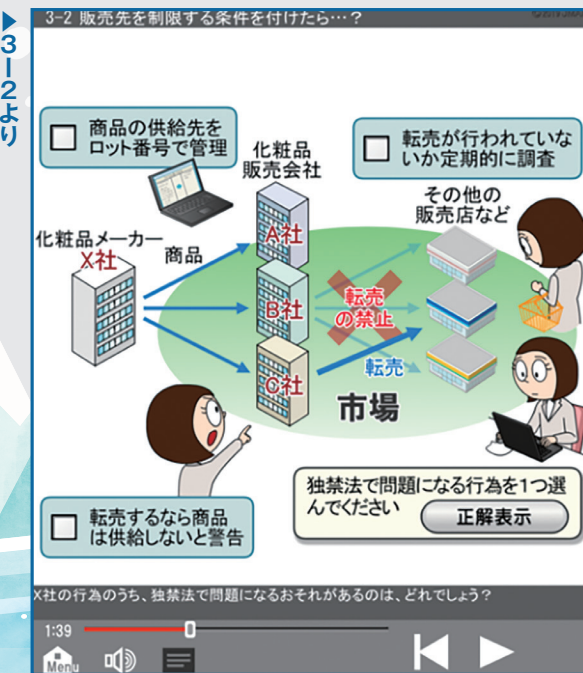 ▶3-2より
3-2 販売先を制限する条件を付けたら…?
商品の供給先を
ロット番号で管理
化粧品
販売会社
転売が行われていな
いか定期的に調査
その他の
販売店など
化粧品メーカー
X社
商品
A社
B社
C社
転売
の禁止
転売
市場
転売するなら商品
は供給しないと警告
独禁法で問題になる行為を1つ選
んでください
正解表示
X社の行為のうち、独禁法で問題になるおそれがあるのは、どれでしょう?
1:39
Menu